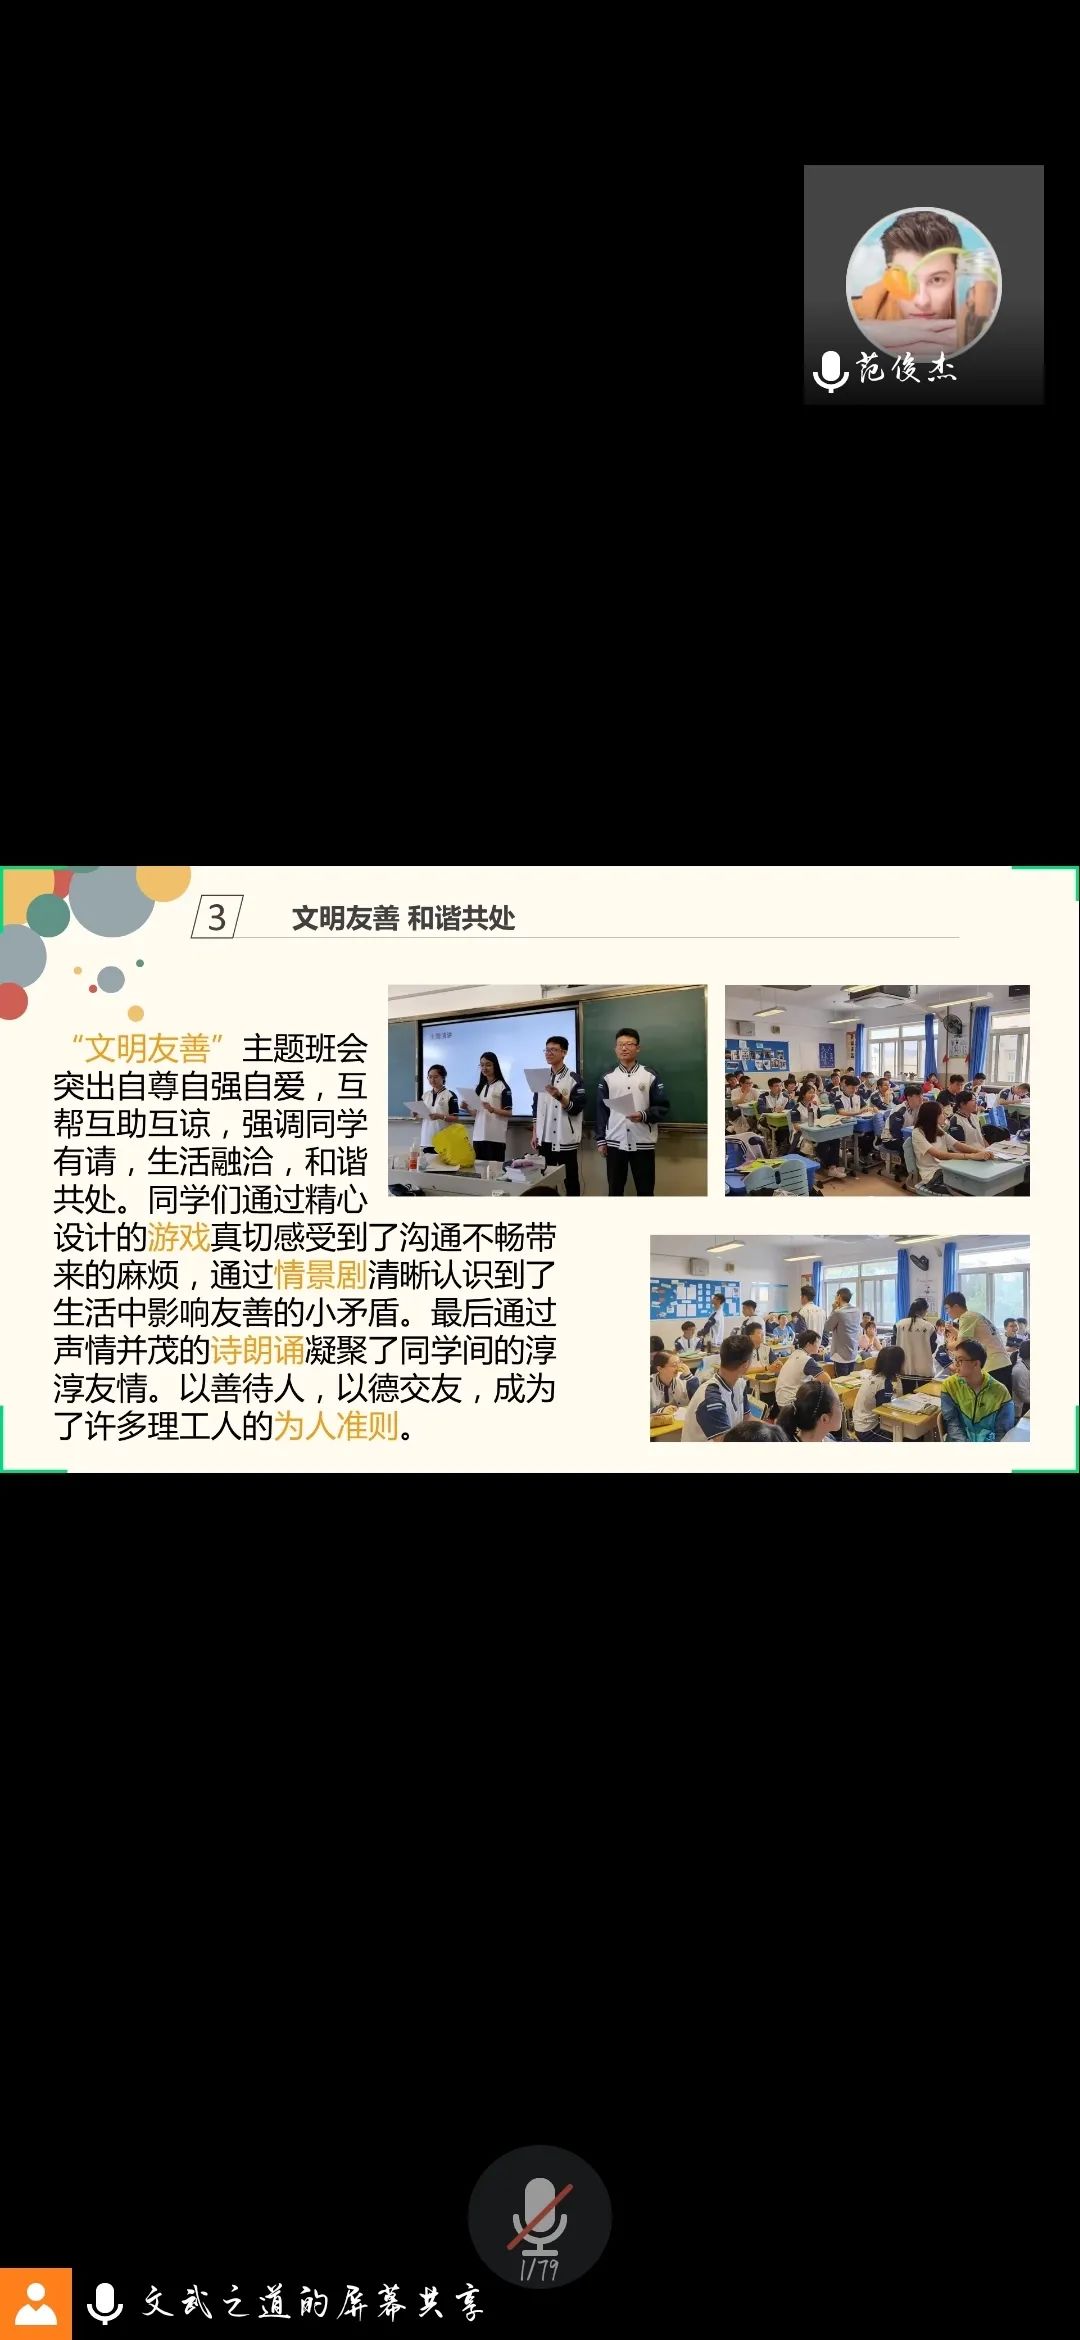 范俊杰
3
文明友善 和谐共处
“文明友善”主题班会
突出自尊自强自爱，互
帮互助互谅，强调同学
有请，生活融洽，和谐
共处。同学们通过精心
设计的游戏真切感受到了沟通不畅带
来的麻烦，通过情景剧清晰认识到了
生活中影响友善的小矛盾。最后通过
声情并茂的诗朗诵凝聚了同学间的淳
淳友情。以善待人，以德交友，成为
了许多理工人的为人准则。
1/79
文武之道的屏幕共享